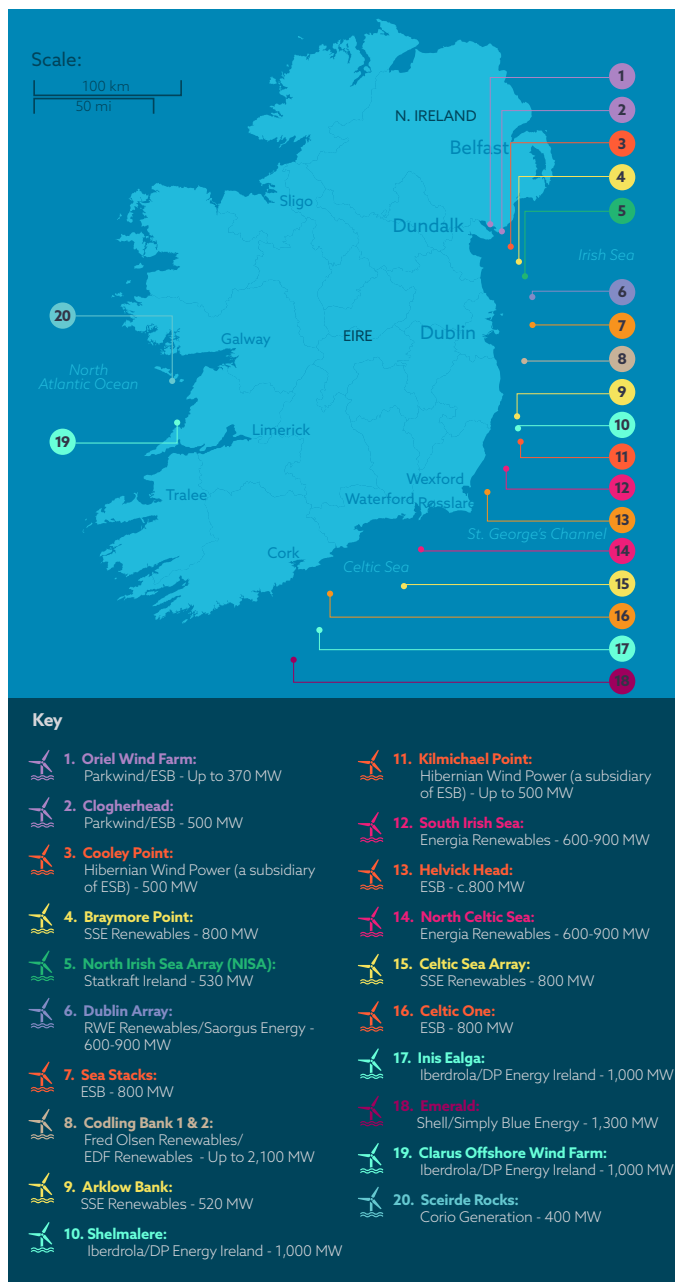 Scale:
100 km
50 mi
1
N. IRELAND
2
Belfast
3
4
Sligo
5
Dundalk
Irish Sea
6
20
7
Galway
EIRE
Dublin
8
North
Atlantic Ocean
9
10
Limerick
19
11
Wexford
12
Tralee
Waterford
Rosslare
13
St. George's Channel
14
Cork
Celtic Sea
15
16
17
18
Key
1. Oriel Wind Farm:
Parkwind/ESB - Up to 370 MW
2. Clogherhead:
Parkwind/ESB - 500 MW
3. Cooley Point:
Hibernian Wind Power (a subsidiary
of ESB) - 500 MW
4. Braymore Point:
SSE Renewables - 800 MW
5. North Irish Sea Array (NISA):
Statkraft Ireland - 530 MW
6. Dublin Array:
RWE Renewables/Saorgus Energy -
600-900 MW
7. Sea Stacks:
ESB - 800 MW
8. Codling Bank 1 & 2:
Fred Olsen Renewables/
EDF Renewables - Up to 2,100 MW
9. Arklow Bank:
SSE Renewables - 520 MW
10. Shelmalere:
Iberdrola/DP Energy Ireland - 1,000 MW
11. Kilmichael Point:
Hibernian Wind Power (a subsidiary
of ESB) - Up to 500 MW
12. South Irish Sea:
Energia Renewables - 600-900 MW
13. Helvick Head:
ESB - c.800 MW
14. North Celtic Sea:
Energia Renewables - 600-900 MW
15. Celtic Sea Array:
SSE Renewables - 800 MW
16. Celtic One:
ESB - 800 MW
17. Inis Ealga:
Iberdrola/DP Energy Ireland - 1,000 MW
18. Emerald:
Shell/Simply Blue Energy - 1,300 MW
19. Clarus Offshore Wind Farm:
Iberdrola/DP Energy Ireland - 1,000 MW
20. Sceirde Rocks:
Corio Generation - 400 MW